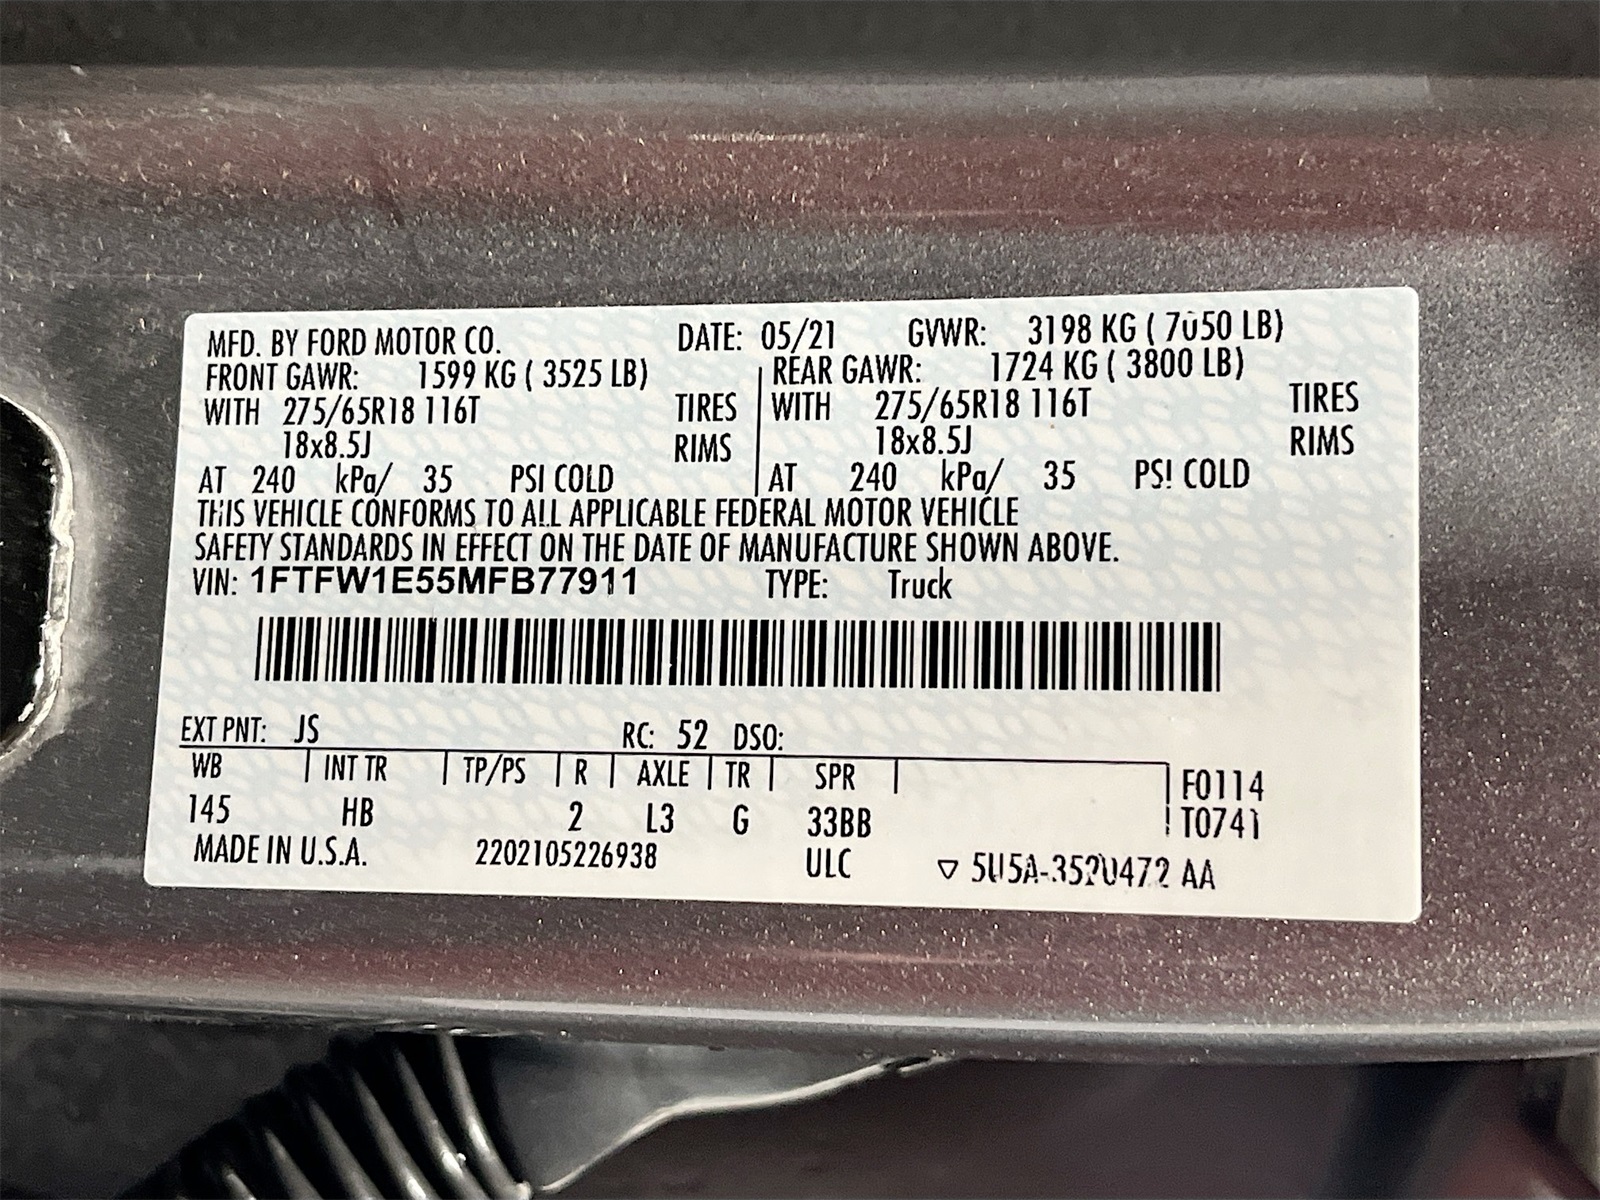 MFD. BY FORD MOTOR CO. DATE: 05/21 GVWR: 3198 KG ( 7050 LB)
FRONT GAWR: 1599 KG ( 3525 LB) REAR GAWR: 1724 KG ( 3800 LB)
WITH 275/65R18 116T TIRES WITH 275/65R18 116T TIRES
18x8.5J RIMS 18x8.5J RIMS
AT 240 kPa/ 35 PSI COLD AT 240 kPa/ 35 PSI COLD
THIS VEHICLE CONFORMS TO ALL APPLICABLE FEDERAL MOTOR VEHICLE
SAFETY STANDARDS IN EFFECT ON THE DATE OF MANUFACTURE SHOWN ABOVE.
VIN: 1FTFW1E55MFB77911 TYPE: Truck
EXT PNT: JS RC: 52 DSO:
WB INT TR TP/PS R AXLE TR SPR F0114
145 HB 2 L3 G 33BB T0741
MADE IN U.S.A. 2202105226938 ULC ▽ 5U5A-3520472 AA